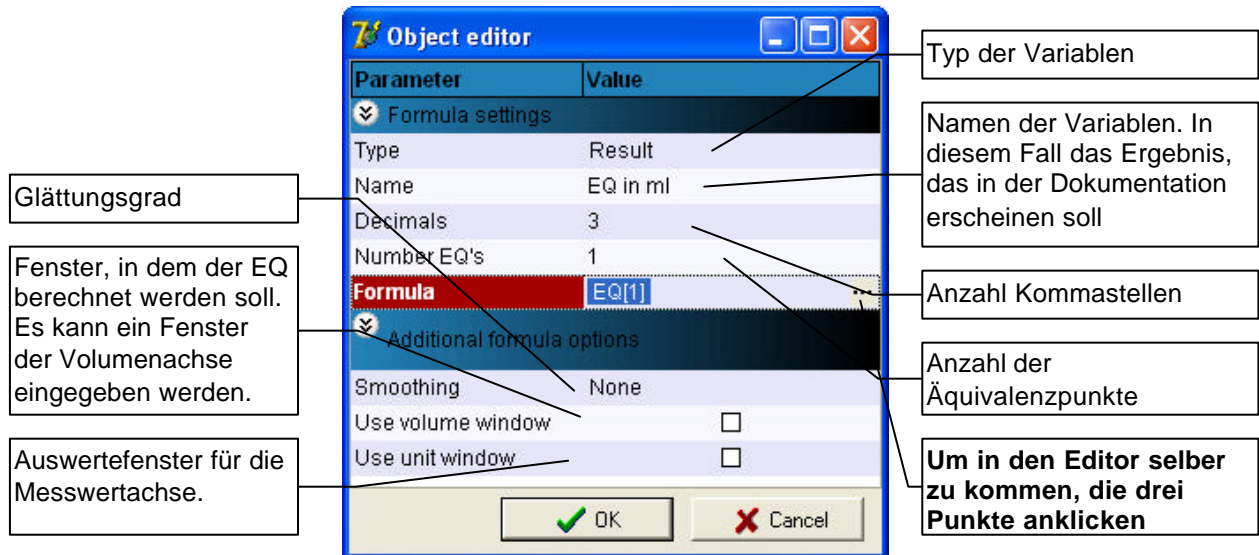 Object editor
Parameter Value
Formula settings
Type Result
Name EQ in ml
Decimals 3
Number EQ's 1
Formula EQ[1] ...
Additional formula options
Smoothing None
Use volume window
Use unit window
OK Cancel
Glättungsgrad
Fenster, in dem der EQ
berechnet werden soll.
Es kann ein Fenster
der Volumenachse
eingegeben werden.
Auswertefenster für die
Messwertachse.
Typ der Variablen
Namen der Variablen. In
diesem Fall das Ergebnis,
das in der Dokumentation
erscheinen soll
Anzahl Kommastellen
Anzahl der
Äquivalenzpunkte
Um in den Editor selber
zu kommen, die drei
Punkte anklicken